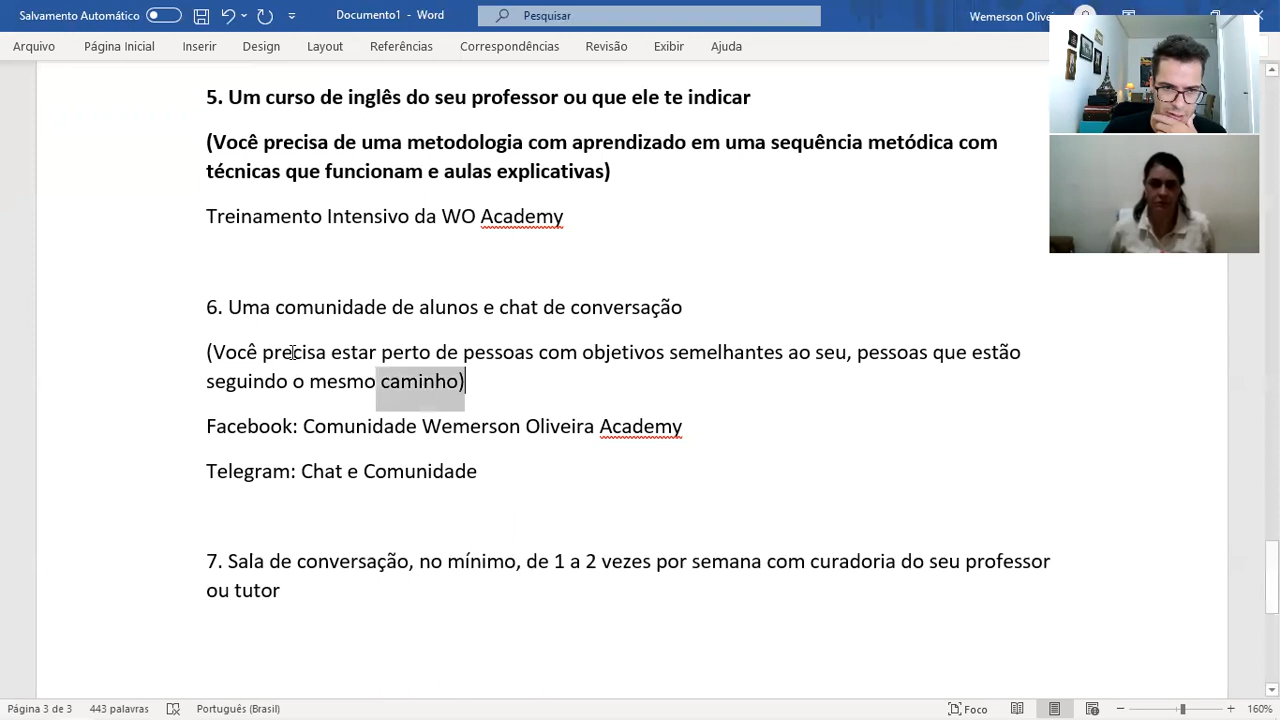 Salvamento Automático
Pesquisar
Wemerson Oliv
Arquivo Página Inicial Inserir Design Layout Referências Correspondências Revisão Exibir Ajuda
5. Um curso de inglês do seu professor ou que ele te indicar
(Você precisa de uma metodologia com aprendizado em uma sequência metódica com
técnicas que funcionam e aulas explicativas)
Treinamento Intensivo da WO Academy
6. Uma comunidade de alunos e chat de conversação
(Você precisa estar perto de pessoas com objetivos semelhantes ao seu, pessoas que estão
seguindo o mesmo caminho)
Facebook: Comunidade Wemerson Oliveira Academy
Telegram: Chat e Comunidade
7. Sala de conversação, no mínimo, de 1 a 2 vezes por semana com curadoria do seu professor
ou tutor
Página 3 de 3 443 palavras Português (Brasil) Foco 160%